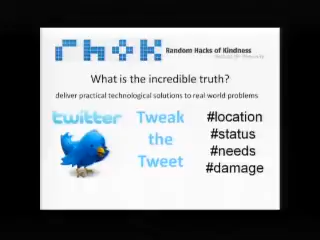 Random Hacks of Kindness
What is the incredible truth?
deliver practical technological solutions to real world problems
twitter
Tweak
the
Tweet
#location
#status
#needs
#damage